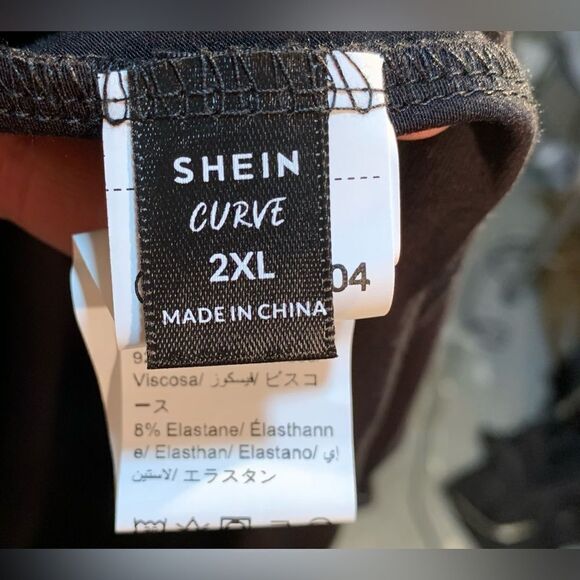 SHEIN
CURVE
2XL
04
MADE IN CHINA
Viscosa/ فيسكوز/ ビスコ
ース
8% Elastane/ Élasthann
e/ Elasthan/ Elastano/ إي
لاستين/ エラスタン